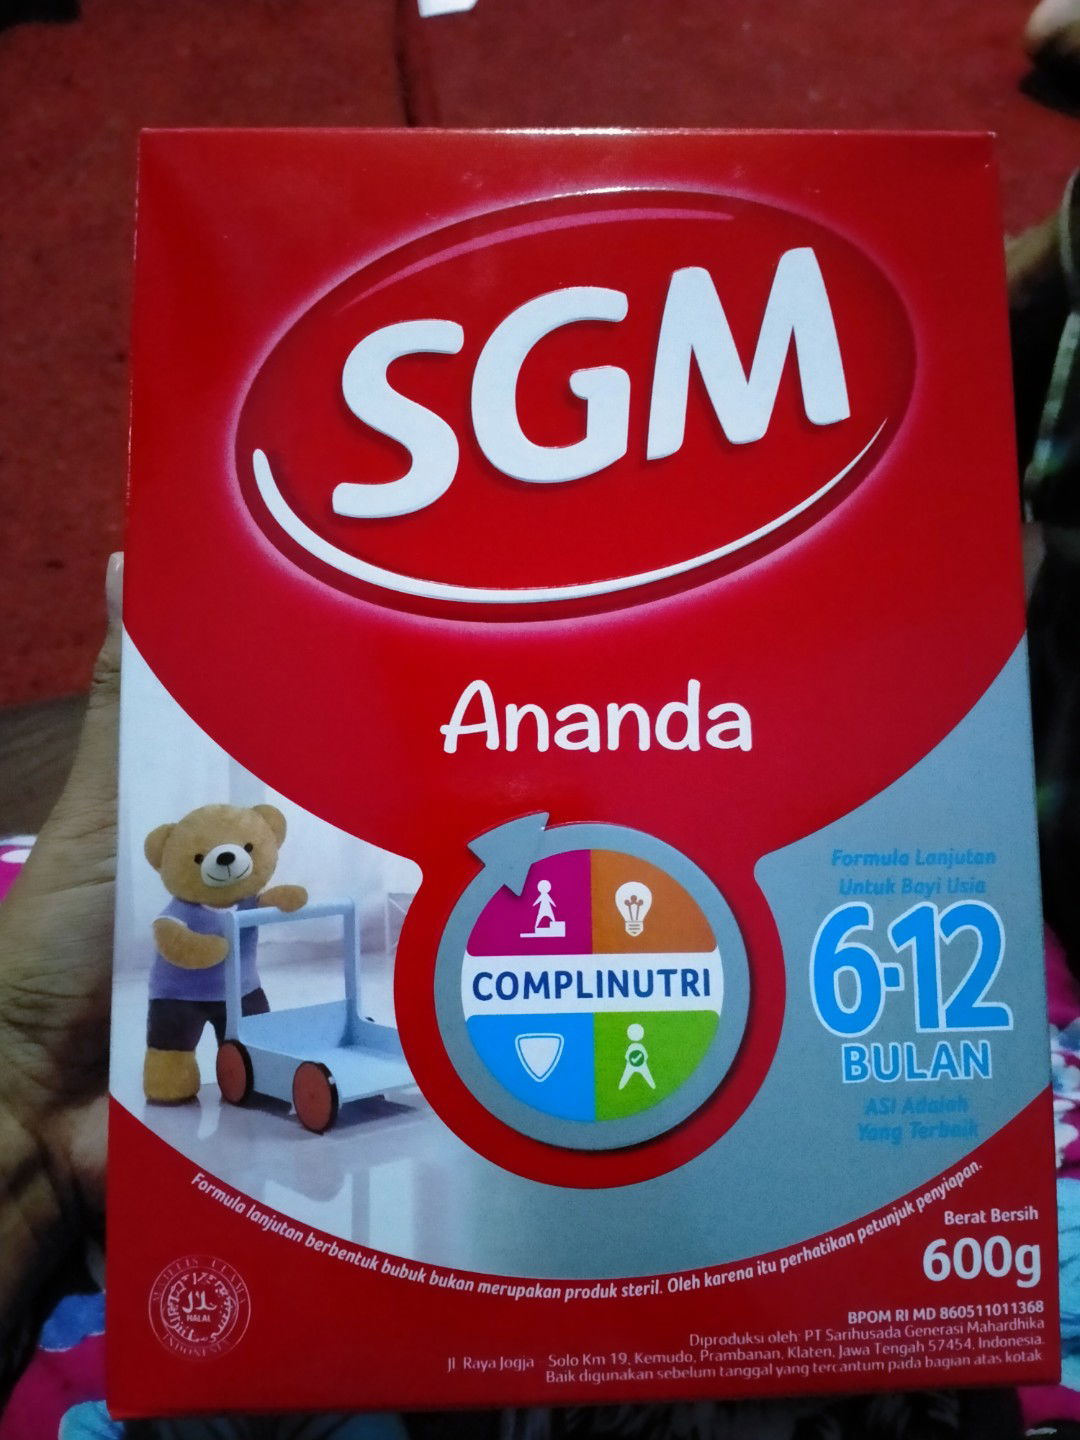 SGM
Ananda
COMPLINUTRI
Formula Lanjutan
Untuk Bayi Usia
6-12
BULAN
ASI Adalah
Yang Terbaik
Formula lanjutan berbentuk bubuk bukan merupakan produk steril. Oleh karena itu perhatikan petunjuk penyiapan.
Berat Bersih
600g
HALAL
BPOM RI MD 860511011368
Diproduksi oleh: PT Sarihusada Generasi Mahardhika
Jl. Raya Jogja - Solo Km 19, Kemudo, Prambanan, Klaten, Jawa Tengah 57454, Indonesia.
Baik digunakan sebelum tanggal yang tercantum pada bagian atas kotak